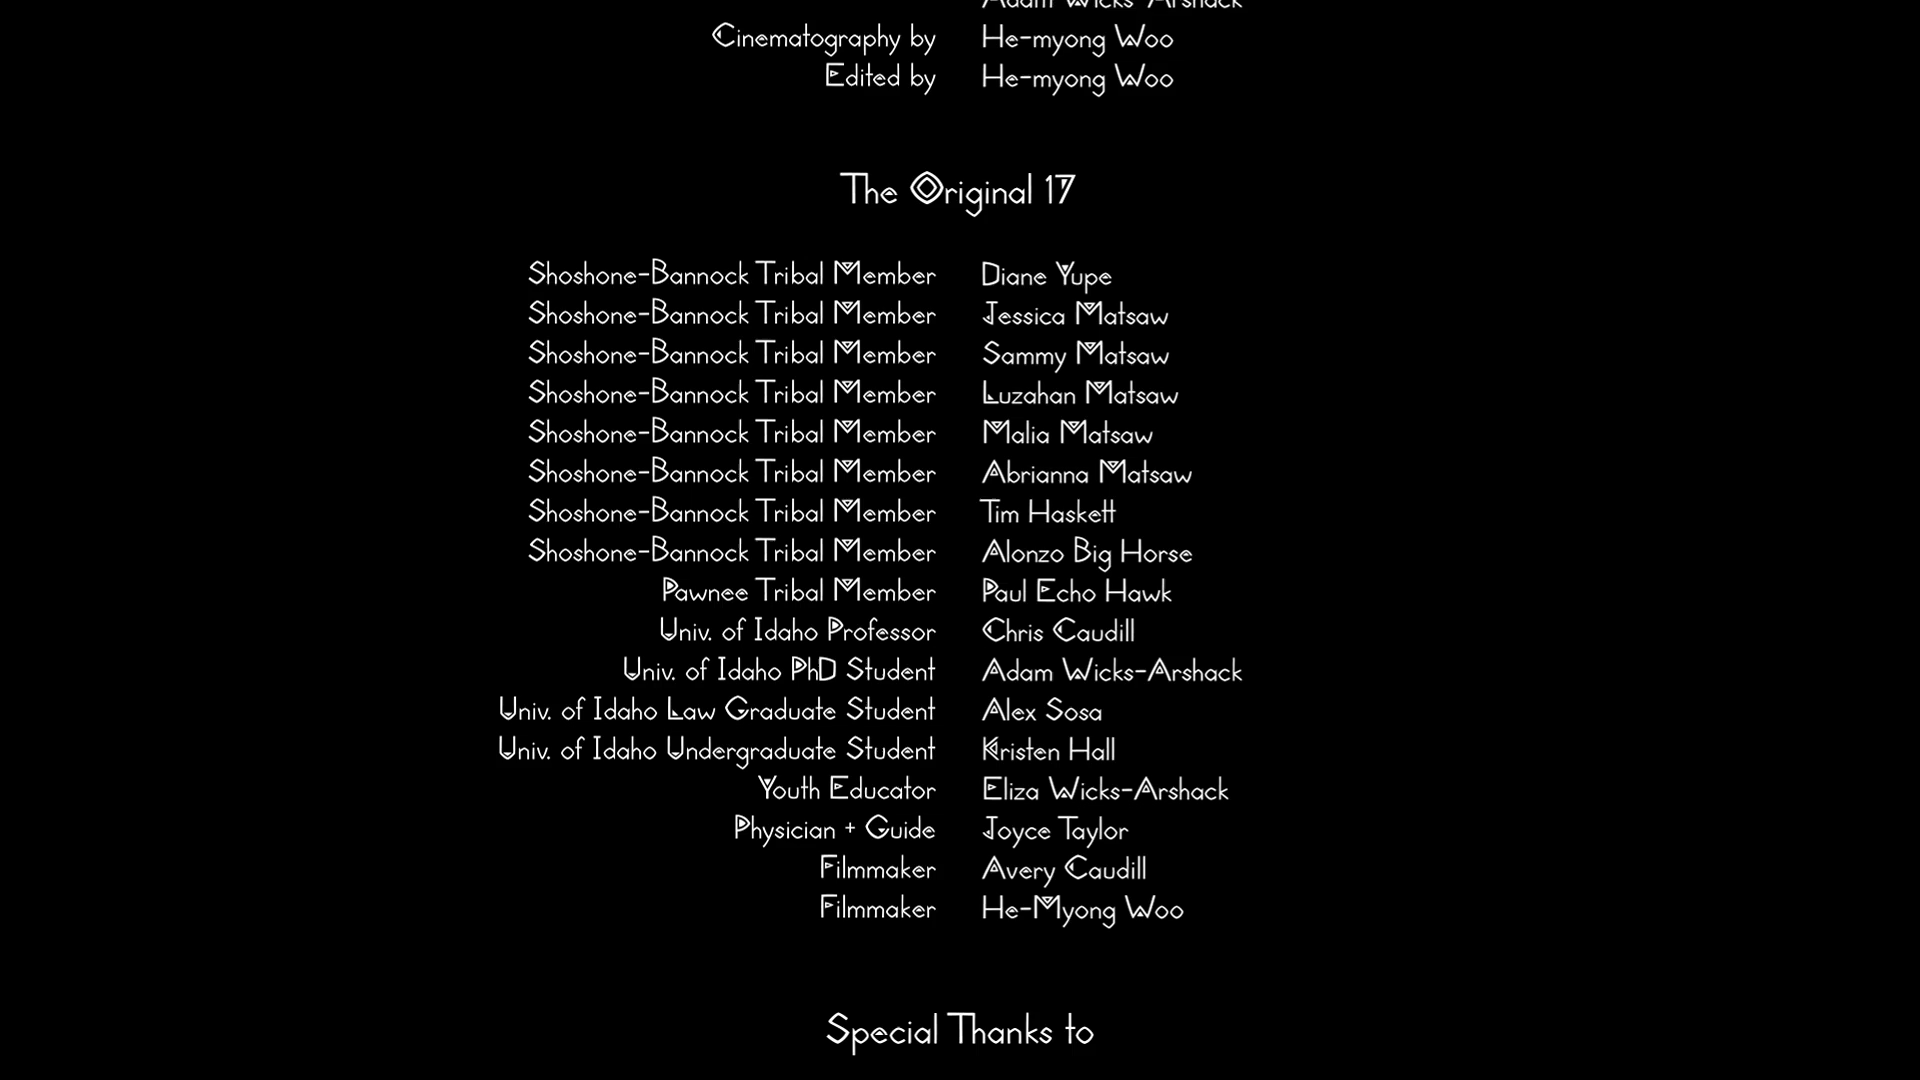 Adam Wicks-Arshack
Cinematography by He-myong Woo
Edited by He-myong Woo
The Original 17
Shoshone-Bannock Tribal Member Diane Yupe
Shoshone-Bannock Tribal Member Jessica Matsaw
Shoshone-Bannock Tribal Member Sammy Matsaw
Shoshone-Bannock Tribal Member Luzahan Matsaw
Shoshone-Bannock Tribal Member Malia Matsaw
Shoshone-Bannock Tribal Member Abrianna Matsaw
Shoshone-Bannock Tribal Member Tim Haskett
Shoshone-Bannock Tribal Member Alonzo Big Horse
Pawnee Tribal Member Paul Echo Hawk
Univ. of Idaho Professor Chris Caudill
Univ. of Idaho PhD Student Adam Wicks-Arshack
Univ. of Idaho Law Graduate Student Alex Sosa
Univ. of Idaho Undergraduate Student Kristen Hall
Youth Educator Eliza Wicks-Arshack
Physician + Guide Joyce Taylor
Filmmaker Avery Caudill
Filmmaker He-Myong Woo
Special Thanks to